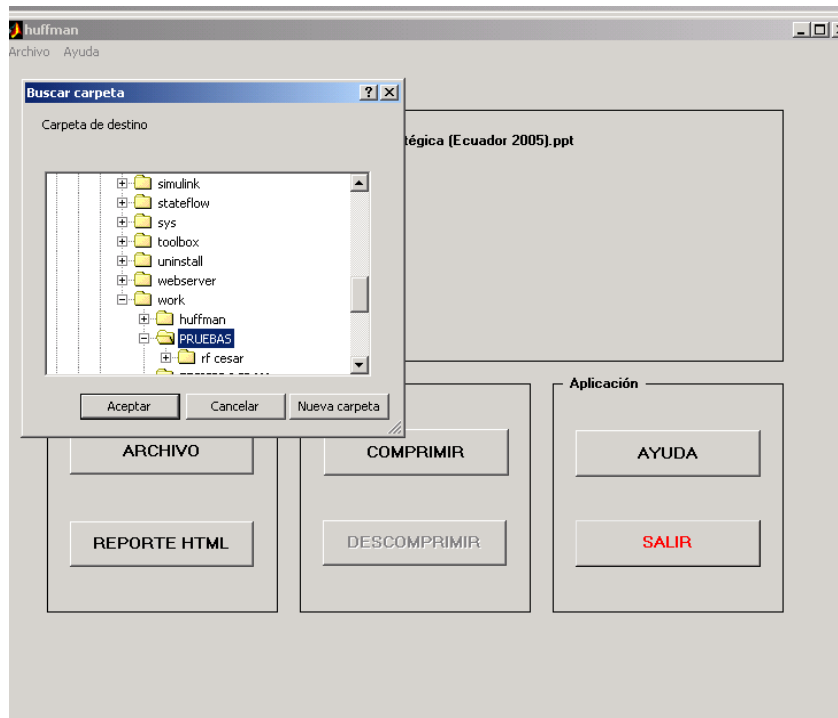 huffman
Archivo Ayuda
Buscar carpeta
Carpeta de destino
tégica (Ecuador 2005).ppt
simulink
stateflow
sys
toolbox
uninstall
webserver
work
huffman
PRUEBAS
rf cesar
Aceptar Cancelar Nueva carpeta
Aplicación
ARCHIVO COMPRIMIR AYUDA
REPORTE HTML DESCOMPRIMIR SALIR